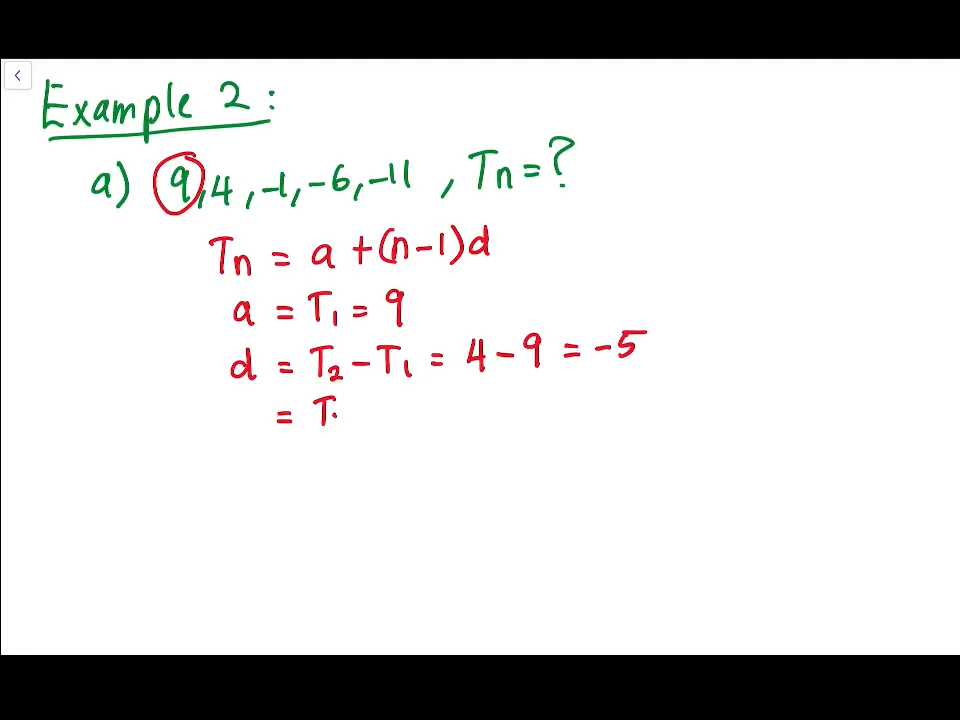 Example 2 :
a) 9, 4, -1, -6, -11, Tn = ?
Tn = a + (n-1)d
a = T1 = 9
d = T2 - T1 = 4 - 9 = -5
= T